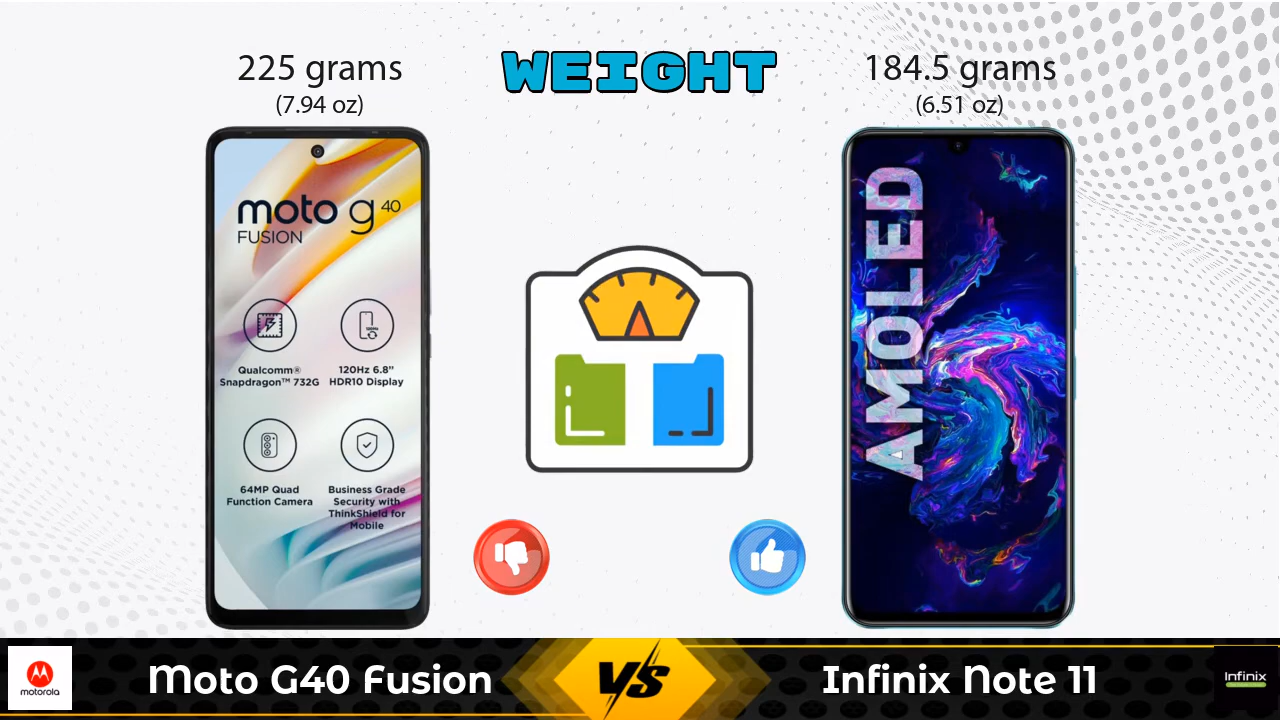 WEIGHT
225 grams
(7.94 oz)
184.5 grams
(6.51 oz)
moto g 40
FUSION
Qualcomm®
Snapdragon™ 732G
120Hz 6.8”
HDR10 Display
120Hz
64MP Quad
Function Camera
Business Grade
Security with
ThinkShield for
Mobile
AMOLED
motorola
Moto G40 Fusion
VS
Infinix Note 11
Infinix